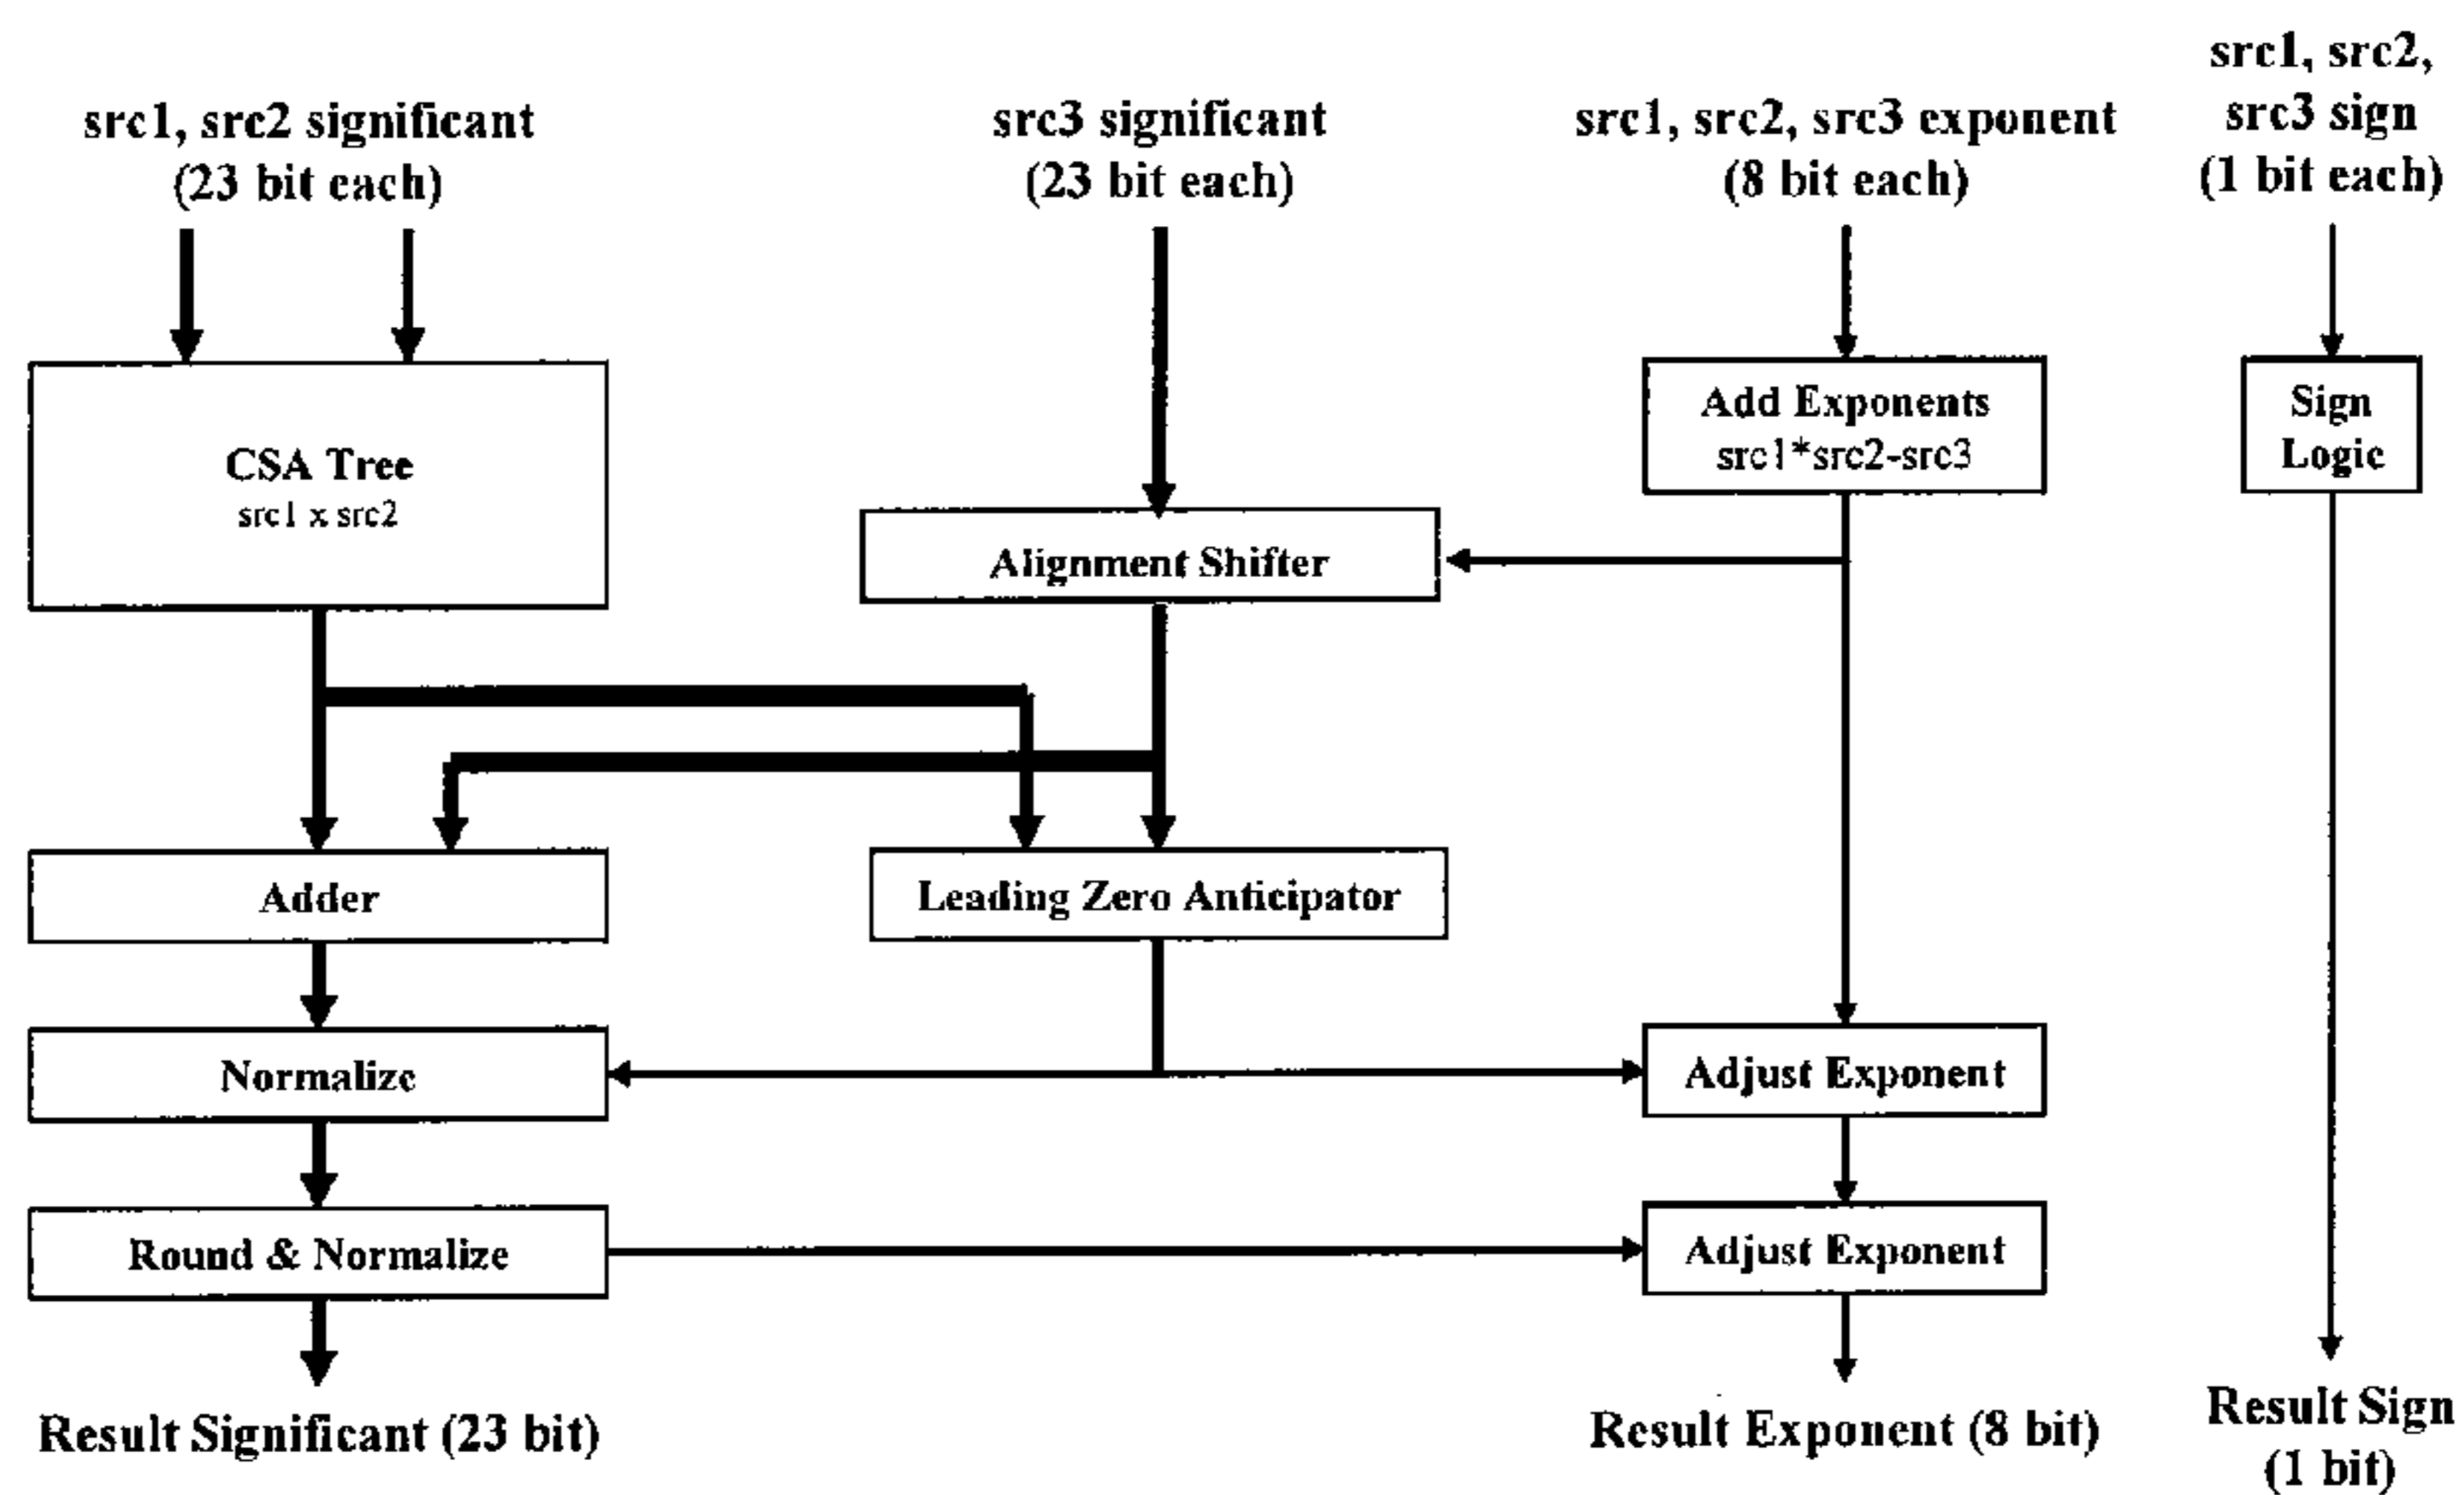 src1, src2 significant
(23 bit each)
src3 significant
(23 bit each)
src1, src2, src3 exponent
(8 bit each)
src1, src2,
src3 sign
(1 bit each)
CSA Tree
src1 x src2
Alignment Shifter
Add Exponents
src1*src2-src3
Sign
Logic
Adder
Leading Zero Anticipator
Normalize
Adjust Exponent
Round & Normalize
Adjust Exponent
Result Significant (23 bit)
Result Exponent (8 bit)
Result Sign
(1 bit)